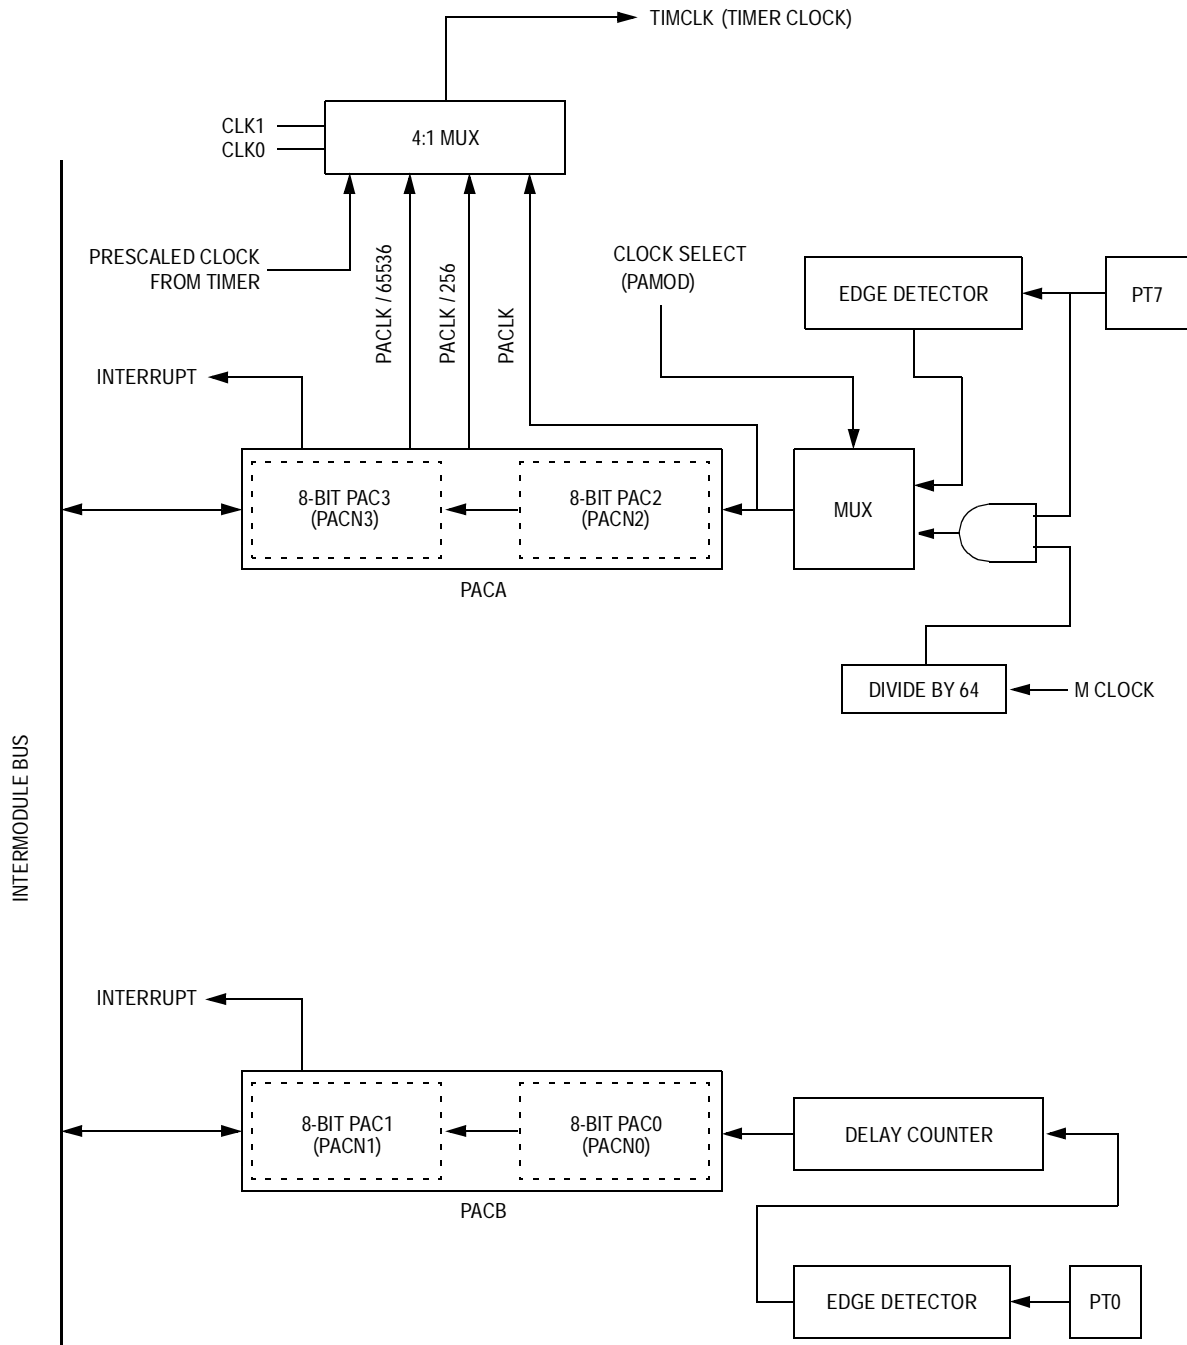 TIMCLK (TIMER CLOCK)
CLK1
CLK0
4:1 MUX
PRESCALED CLOCK
FROM TIMER
PACLK / 65536
PACLK / 256
PACLK
CLOCK SELECT
(PAMOD)
EDGE DETECTOR
PT7
INTERRUPT
8-BIT PAC3
(PACN3)
8-BIT PAC2
(PACN2)
MUX
PACA
DIVIDE BY 64
M CLOCK
INTERMODULE BUS
INTERRUPT
8-BIT PAC1
(PACN1)
8-BIT PAC0
(PACN0)
DELAY COUNTER
PACB
EDGE DETECTOR
PT0